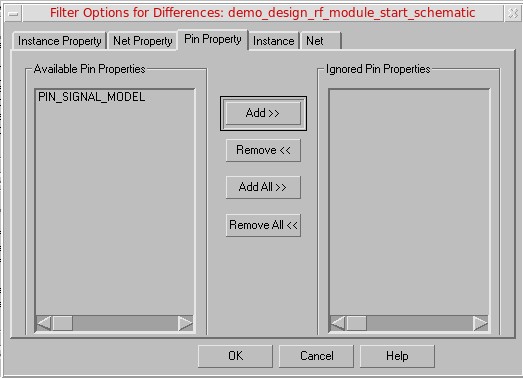 Filter Options for Differences: demo_design_rf_module_start_schematic
Instance Property Net Property Pin Property Instance Net
Available Pin Properties
Ignored Pin Properties
PIN_SIGNAL_MODEL
Add >>
Remove <<
Add All >>
Remove All <<
OK Cancel Help